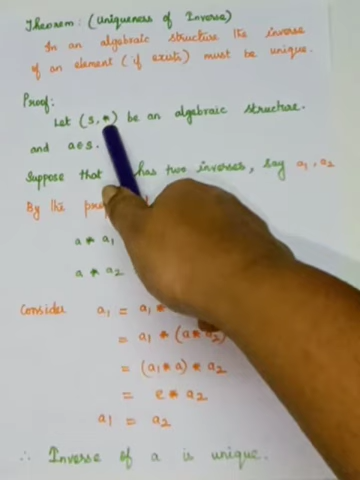 Theorem: (Uniqueness of Inverse)
In an algebraic structure the inverse
of an element (if exists) must be unique.
Proof:
Let (S, *) be an algebraic structure.
and a∈S.
Suppose that has two inverses, say a₁, a₂
By the
a * a₁
a * a₂
Consider a₁ = a₁ *
= a₁ * (a * a₂)
= (a₁ * a) * a₂
= e * a₂
a₁ = a₂
∴ Inverse of a is unique.